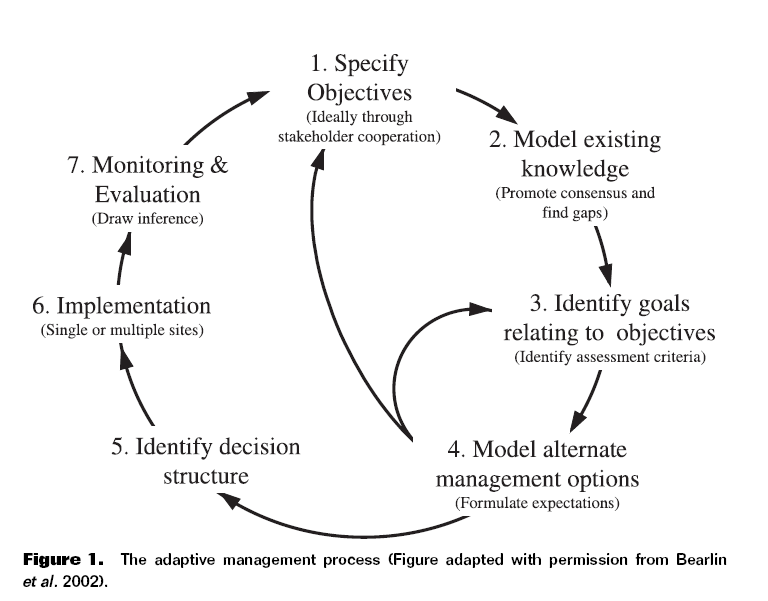 1. Specify
Objectives
(Ideally through
stakeholder cooperation)
2. Model existing
knowledge
(Promote consensus and
find gaps)
3. Identify goals
relating to objectives
(Identify assessment criteria)
4. Model alternate
management options
(Formulate expectations)
5. Identify decision
structure
6. Implementation
(Single or multiple sites)
7. Monitoring &
Evaluation
(Draw inference)
Figure 1. The adaptive management process (Figure adapted with permission from Bearlin
et al. 2002).